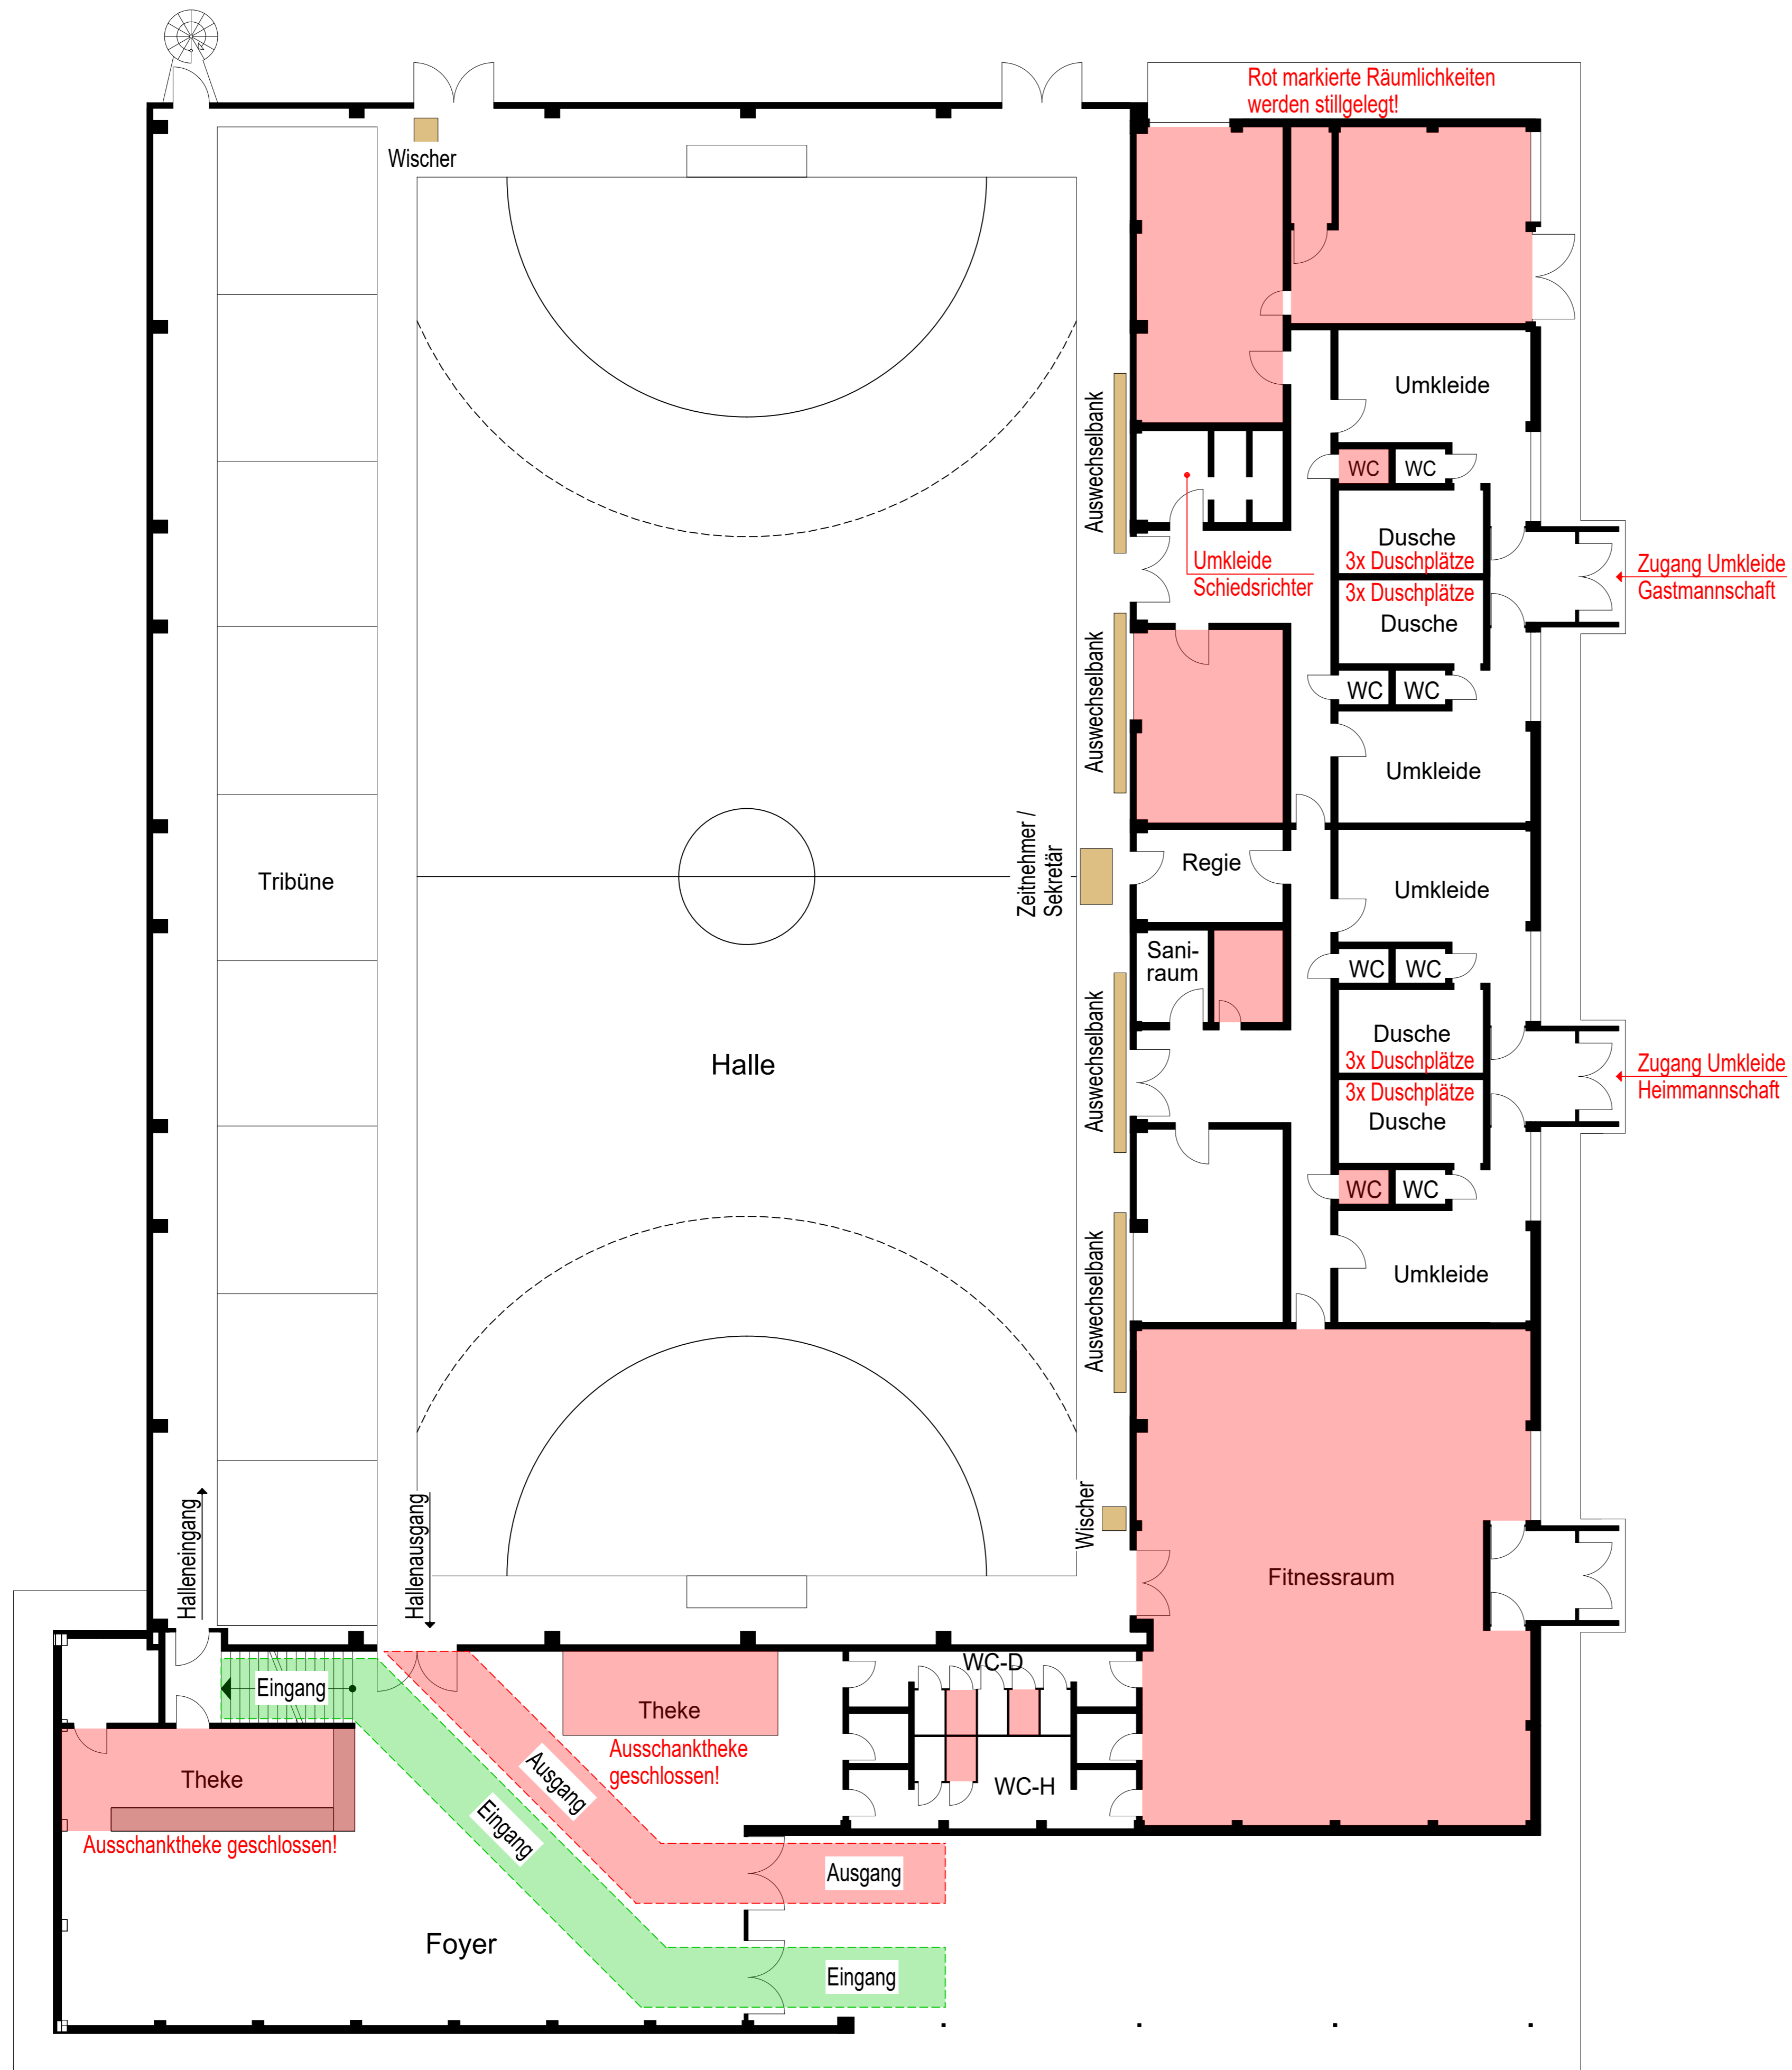 Rot markierte Räumlichkeiten
werden stillgelegt!
Wischer
Umkleide
Auswechselbank
WC
WC
Dusche
3x Duschplätze
Umkleide
Schiedsrichter
Zugang Umkleide
Gastmannschaft
3x Duschplätze
Dusche
Auswechselbank
WC
WC
Umkleide
Zeitnehmer /
Sekretär
Regie
Tribüne
Umkleide
Sani-
raum
WC
WC
Auswechselbank
Dusche
3x Duschplätze
Halle
Zugang Umkleide
Heimmannschaft
3x Duschplätze
Dusche
WC
WC
Auswechselbank
Umkleide
Halleneingang
Hallenausgang
Wischer
Fitnessraum
Eingang
WC-D
Theke
Ausschanktheke
geschlossen!
Theke
Ausgang
WC-H
Eingang
Ausschanktheke geschlossen!
Ausgang
Foyer
Eingang